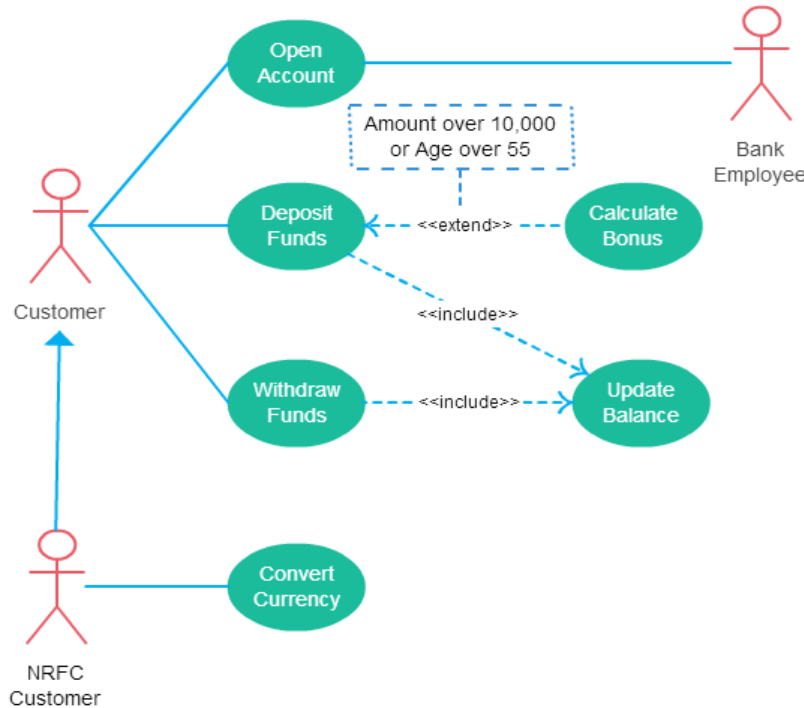 Open
Account
Amount over 10,000
or Age over 55
Bank
Employee
Deposit
Funds
<<extend>>
Calculate
Bonus
Customer
<<include>>
Withdraw
Funds
<<include>>
Update
Balance
Convert
Currency
NRFC
Customer